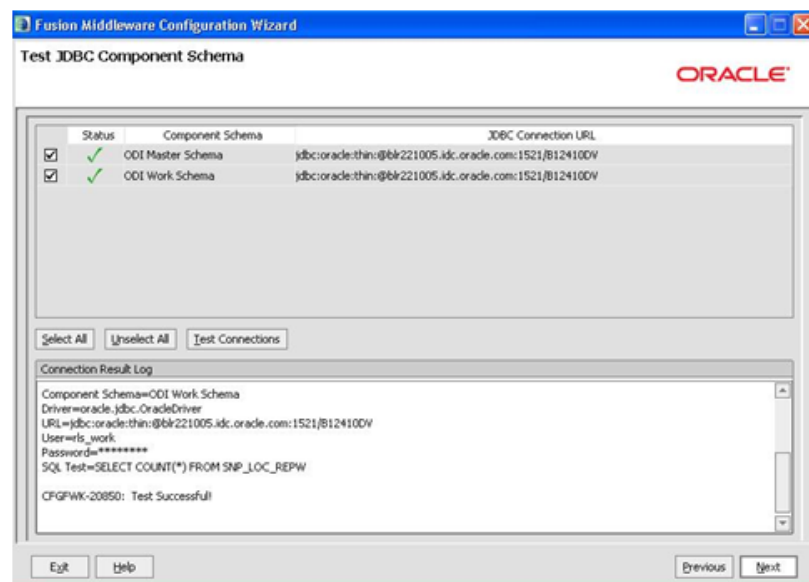 Fusion Middleware Configuration Wizard
Test JDBC Component Schema
ORACLE
Status Component Schema JDBC Connection URL
ODI Master Schema jdbc:oracle:thin:@blr221005.idc.oracle.com:1521/B12410DV
ODI Work Schema jdbc:oracle:thin:@blr221005.idc.oracle.com:1521/B12410DV
Select All Unselect All Test Connections
Connection Result Log
Component Schema=ODI Work Schema
Driver=oracle.jdbc.OracleDriver
URL=jdbc:oracle:thin:@blr221005.idc.oracle.com:1521/B12410DV
User=rls_work
Password=********
SQL Test=SELECT COUNT(*) FROM SNP_LOC_REPW
CFGFWK-20850: Test Successful!
Exit Help Previous Next